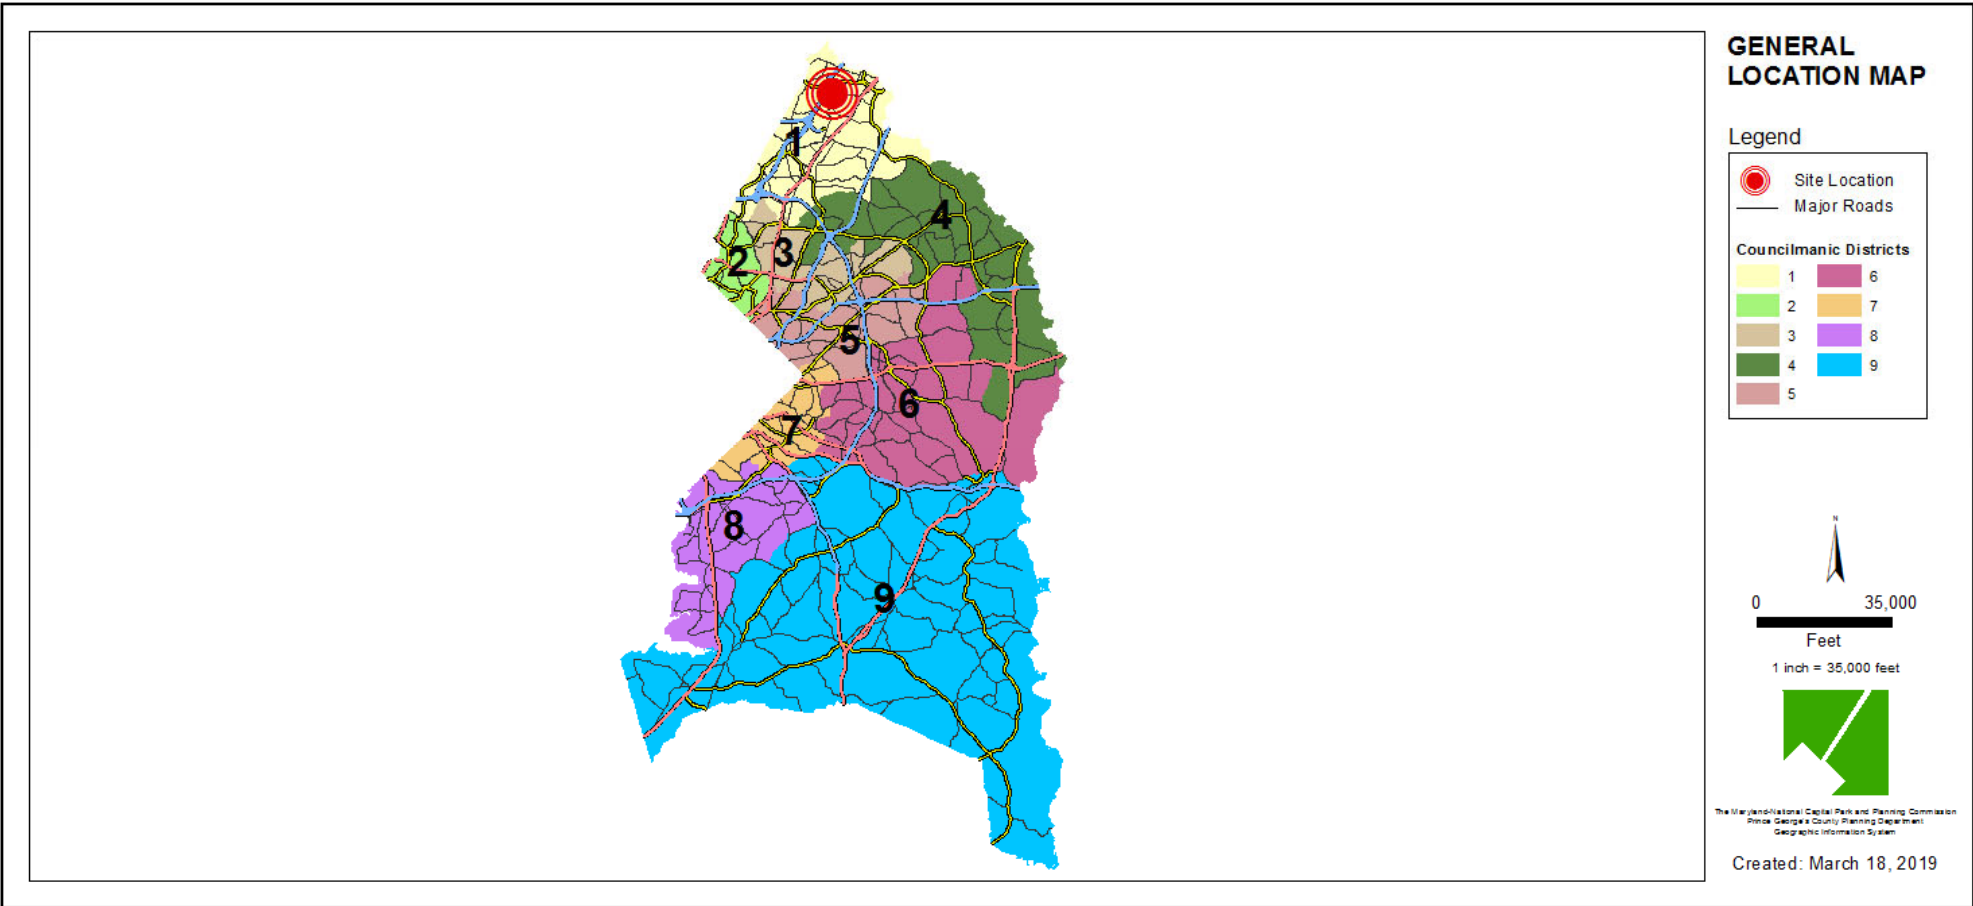 GENERAL
LOCATION MAP
Legend
Site Location
Major Roads
Councilmanic Districts
1 6
2 7
3 8
4 9
5
1
4
2
3
5
6
7
8
9
N
0 35,000
Feet
1 inch = 35,000 feet
The Maryland-National Capital Park and Planning Commission
Prince George's County Planning Department
Geographic Information System
Created: March 18, 2019